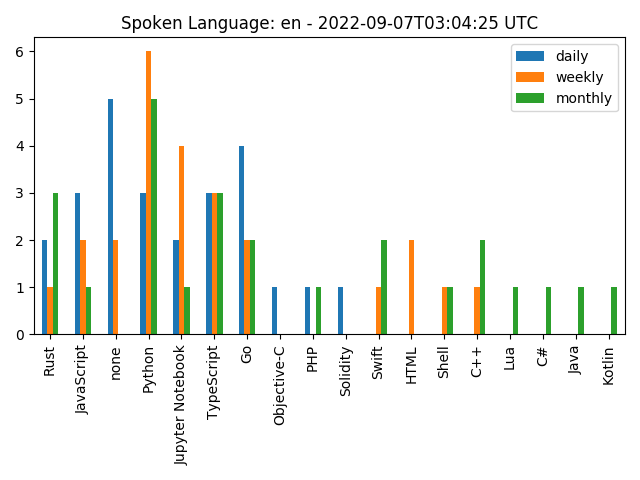 Spoken Language: en - 2022-09-07T03:04:25 UTC
daily
weekly
monthly
6
5
4
3
2
1
0
Rust
JavaScript
none
Python
Jupyter Notebook
TypeScript
Go
Objective-C
PHP
Solidity
Swift
HTML
Shell
C++
Lua
C#
Java
Kotlin